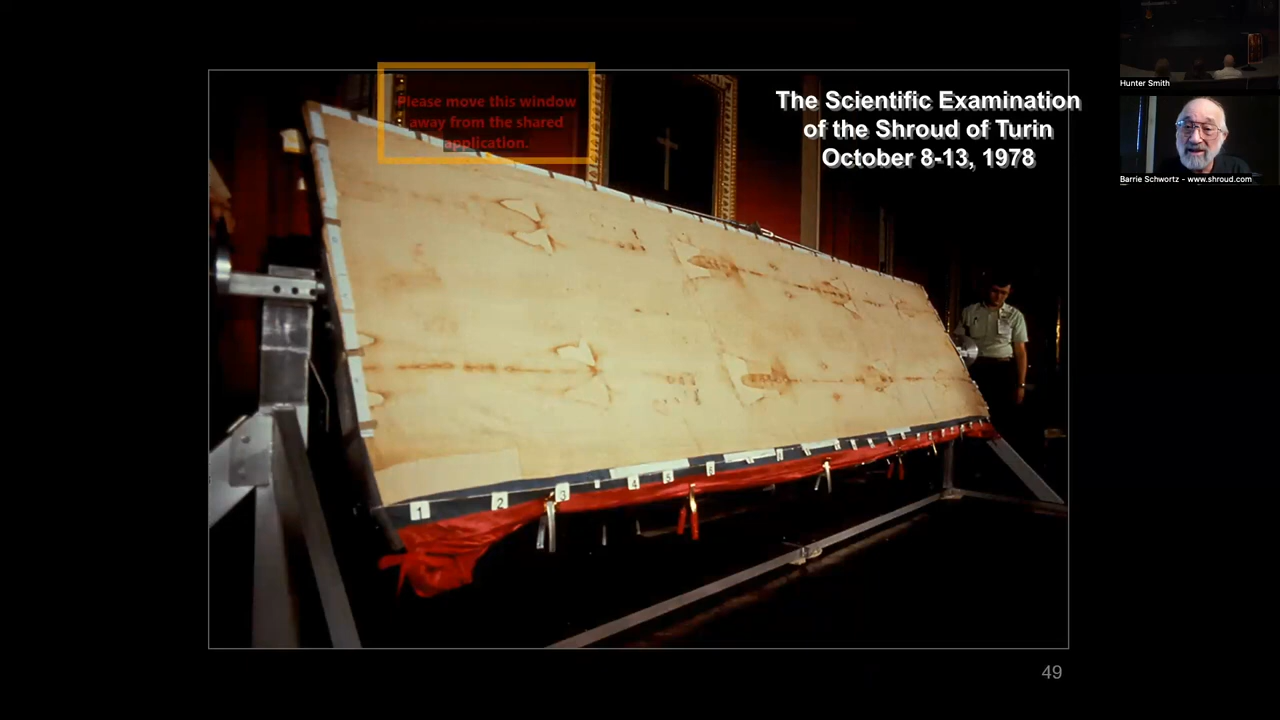 Please move this window
away from the shared
application.
The Scientific Examination
of the Shroud of Turin
October 8-13, 1978
Hunter Smith
Barrie Schwortz - www.shroud.com
1
2
3
4
5
49